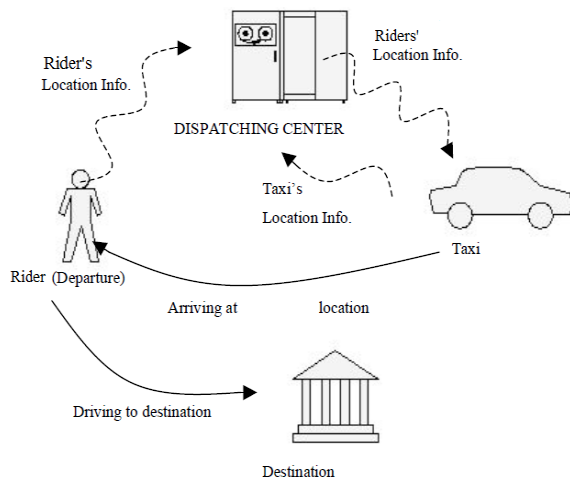 Rider's
Location Info.
Riders'
Location Info.
DISPATCHING CENTER
Taxi's
Location Info.
Taxi
Rider (Departure)
Arriving at location
Driving to destination
Destination